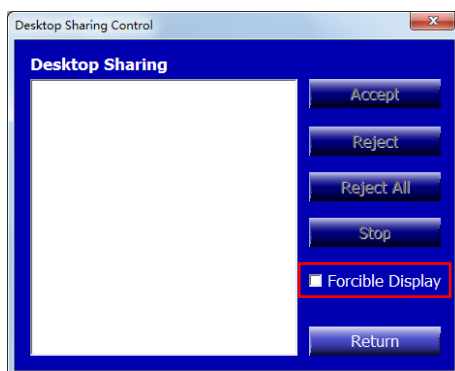 Desktop Sharing Control
Desktop Sharing
Accept
Reject
Reject All
Stop
Forcible Display
Return